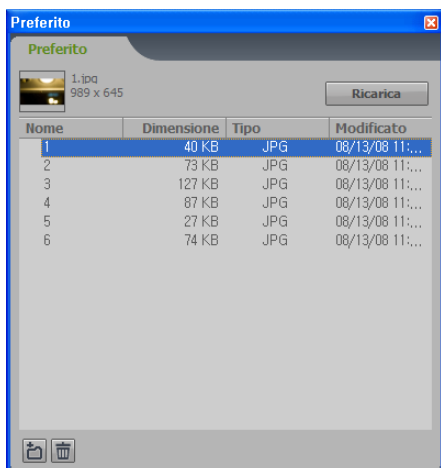 Preferito
Preferito
1.jpg
989 x 645
Ricarica
Nome Dimensione Tipo Modificato
1 40 KB JPG 08/13/08 11:...
2 73 KB JPG 08/13/08 11:...
3 127 KB JPG 08/13/08 11:...
4 87 KB JPG 08/13/08 11:...
5 27 KB JPG 08/13/08 11:...
6 74 KB JPG 08/13/08 11:...